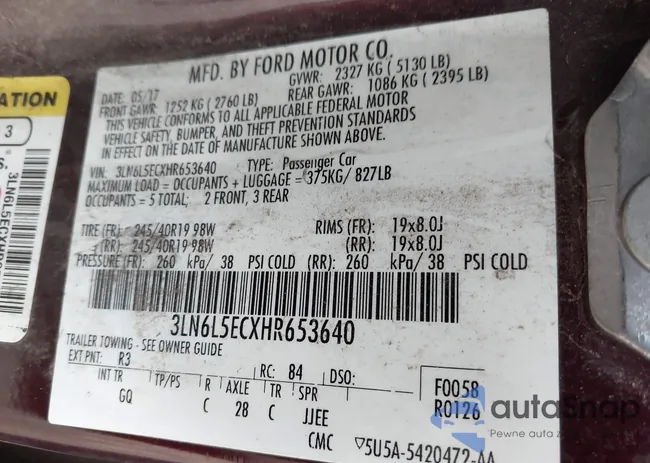 MFD. BY FORD MOTOR CO.
DATE: 05/17 GVWR: 2327 KG ( 5130 LB)
FRONT GAWR: 1252 KG ( 2760 LB) REAR GAWR: 1086 KG ( 2395 LB)
THIS VEHICLE CONFORMS TO ALL APPLICABLE FEDERAL MOTOR
VEHICLE SAFETY, BUMPER, AND THEFT PREVENTION STANDARDS
IN EFFECT ON THE DATE OF MANUFACTURE SHOWN ABOVE.
VIN: 3LN6L5ECXHR653640 TYPE: Passenger Car
MAXIMUM LOAD = OCCUPANTS + LUGGAGE = 375KG/ 827LB
OCCUPANTS = 5 TOTAL; 2 FRONT, 3 REAR
TIRE (FR): 245/40R19 98W RIMS (FR): 19x8.0J
(RR): 245/40R19 98W (RR): 19x8.0J
PRESSURE (FR): 260 kPa/ 38 PSI COLD (RR): 260 kPa/ 38 PSI COLD
3LN6L5ECXHR653640
TRAILER TOWING - SEE OWNER GUIDE
EXT PNT: R3 RC: 84 DSO: F0058
INT TR TP/PS R AXLE TR SPR R0126
GQ C 28 C JJEE
CMC ▽5U5A-5420472-AA
ATION
3
autoSnap
Pewne auto z USA